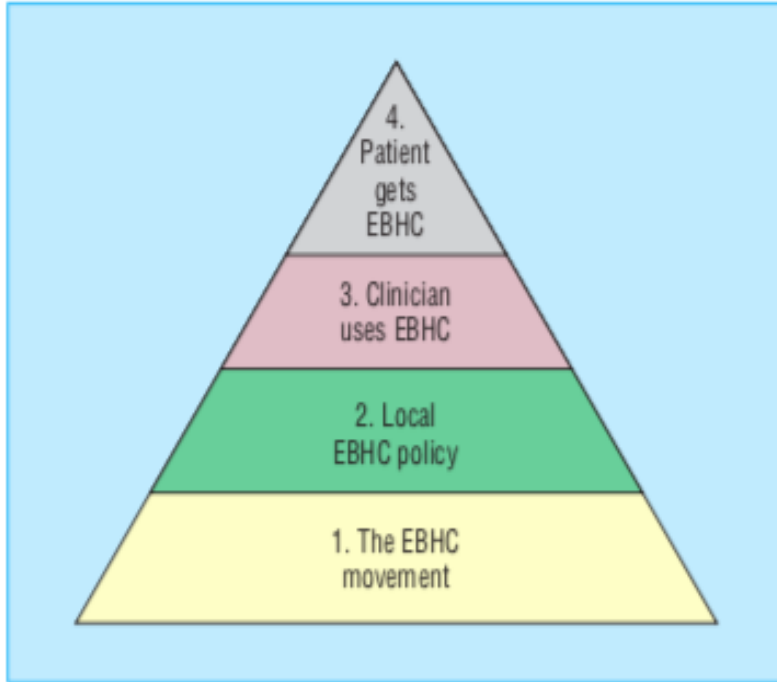 4.
Patient
gets
EBHC
3. Clinician
uses EBHC
2. Local
EBHC policy
1. The EBHC
movement